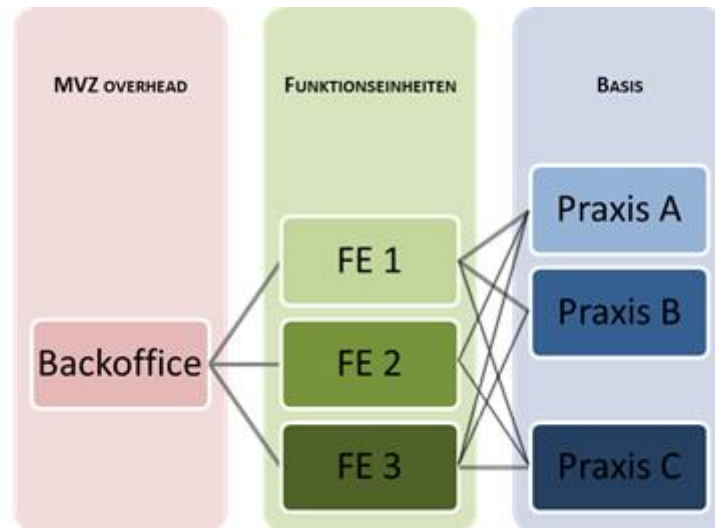 MVZ OVERHEAD
FUNKTIONSEINHEITEN
BASIS
Backoffice
FE 1
FE 2
FE 3
Praxis A
Praxis B
Praxis C